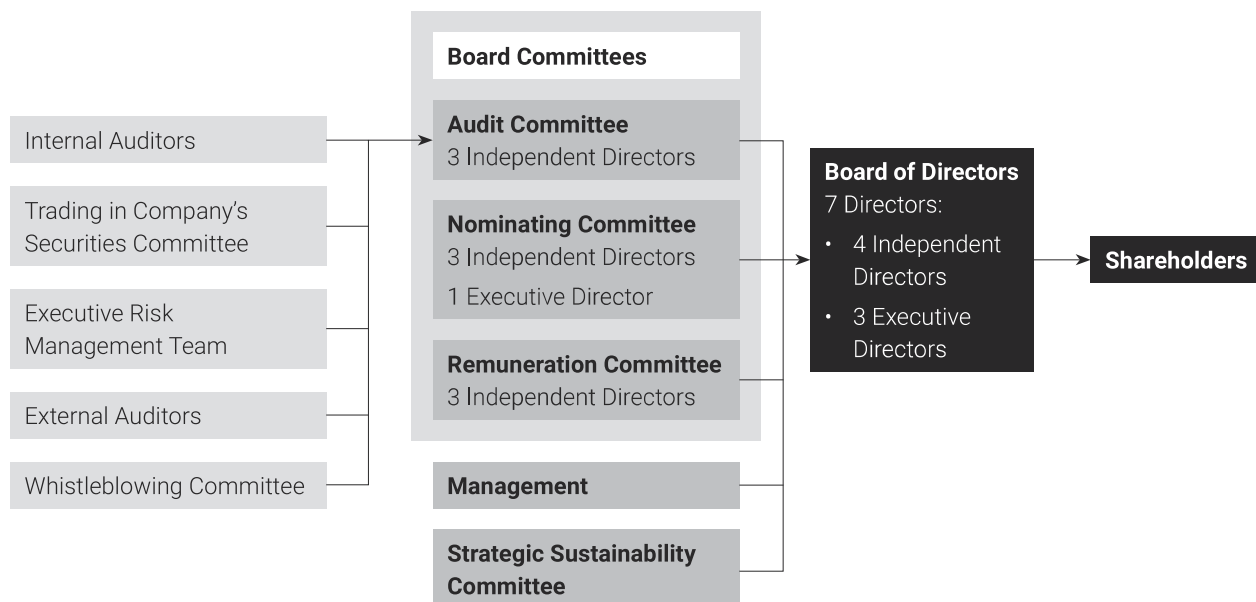 Internal Auditors
Trading in Company's
Securities Committee
Executive Risk
Management Team
External Auditors
Whistleblowing Committee
Board Committees
Audit Committee
3 Independent Directors
Nominating Committee
3 Independent Directors
1 Executive Director
Remuneration Committee
3 Independent Directors
Management
Strategic Sustainability
Committee
Board of Directors
7 Directors:
• 4 Independent
Directors
• 3 Executive
Directors
Shareholders